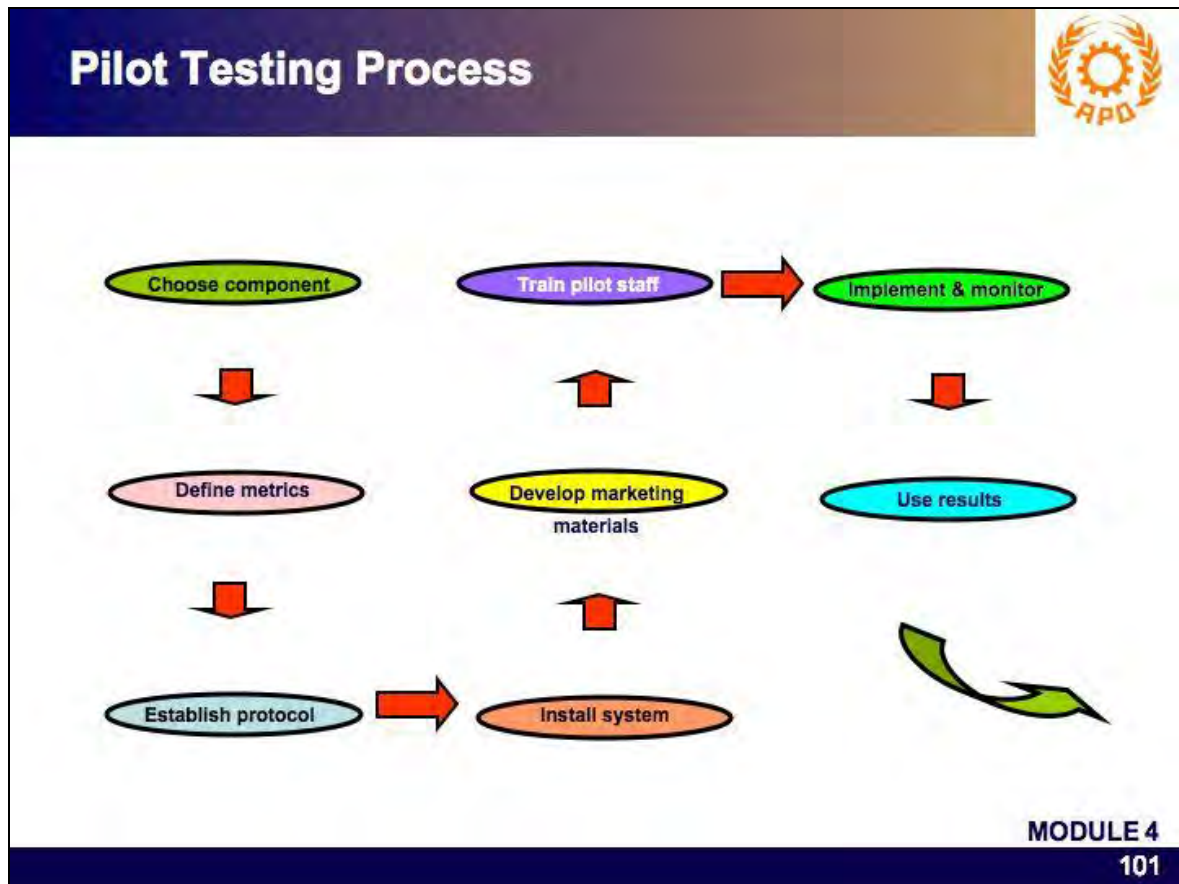 Pilot Testing Process
APO
Choose component
Define metrics
Establish protocol
Install system
Develop marketing
materials
Train pilot staff
Implement & monitor
Use results
MODULE 4
101